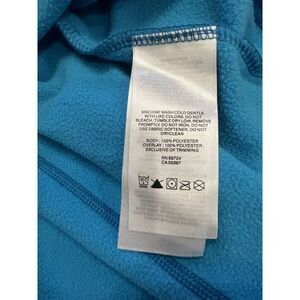 MACHINE WASH COLD GENTLE,
WITH LIKE COLORS. DO NOT
BLEACH, TUMBLE DRY LOW. REMOVE
PROMPTLY. DO NOT IRON. DO NOT
USE FABRIC SOFTENER. DO NOT
DRYCLEAN
BODY : 100% POLYESTER
OVERLAY : 100% POLYESTER
EXCLUSIVE OF TRIMMING
RN 69724
CA 05367